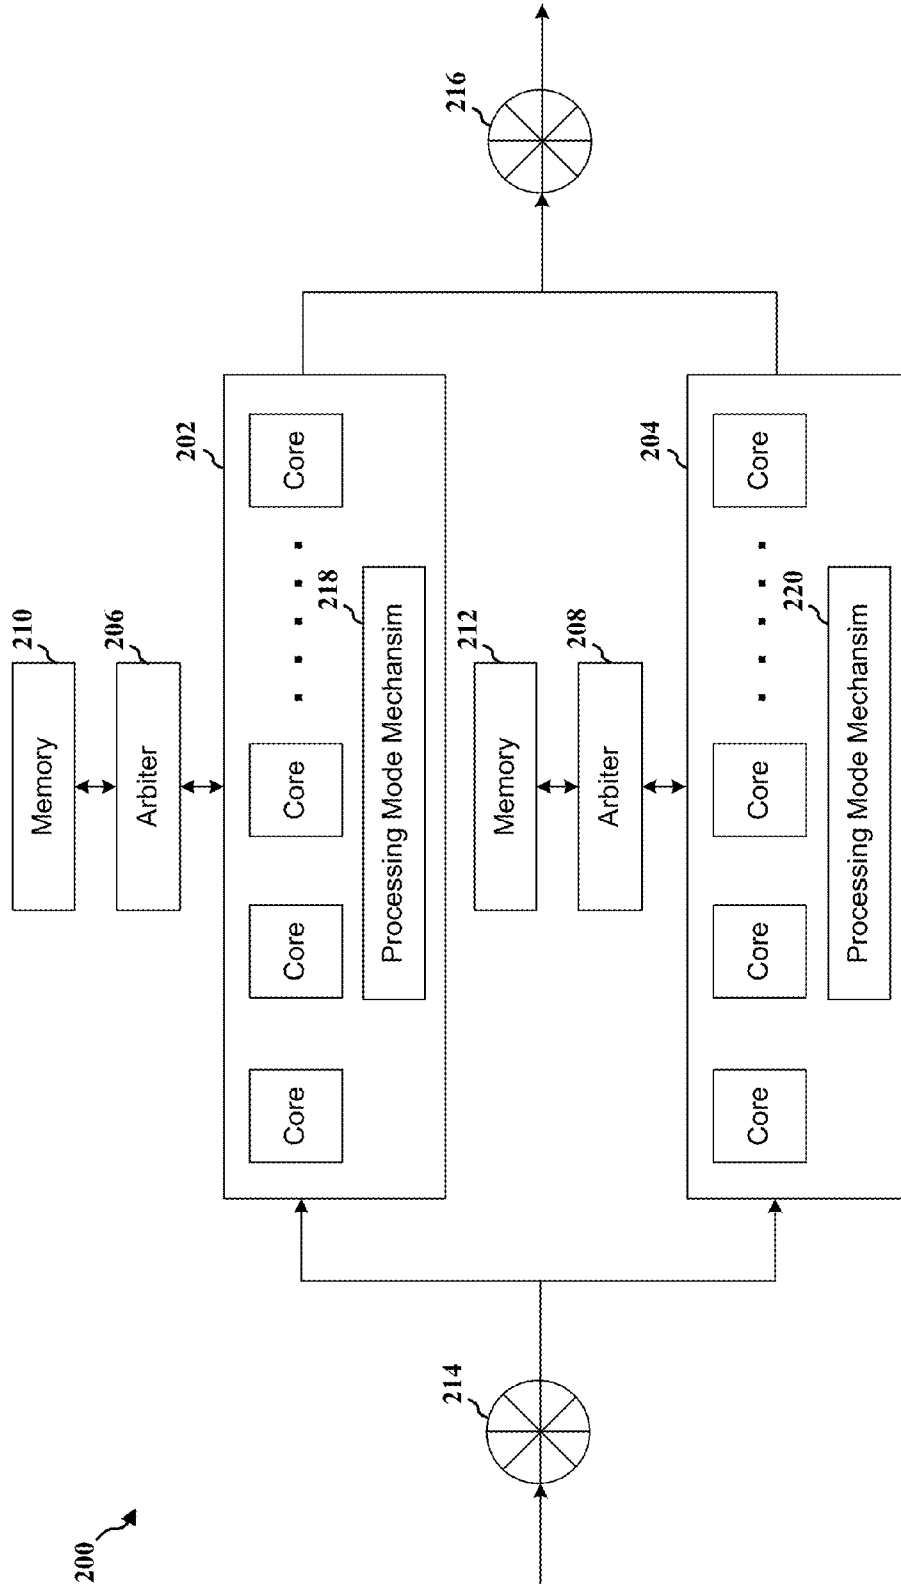 200
210
Memory
206
Arbiter
202
Core
Core
Core
Core
218
Processing Mode Mechansim
214
216
212
Memory
208
Arbiter
204
Core
Core
Core
Core
220
Processing Mode Mechansim